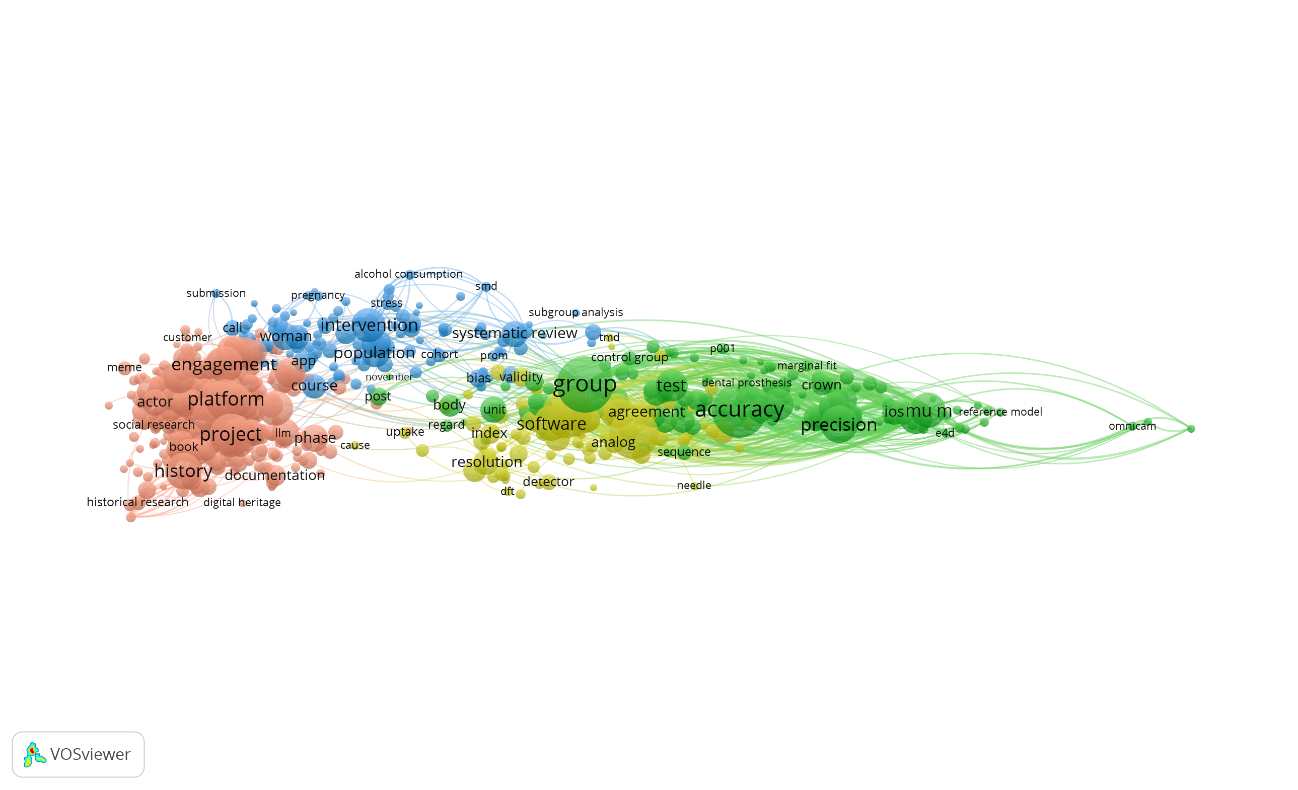 alcohol consumption
smd
submission
pregnancy
stress
subgroup analysis
call
intervention
customer
woman
systematic review
tmd
p001
engagement
app
population
cohort
prom
control group
meme
november
bias
validity
marginal fit
course
group
test
dental prosthesis
crown
actor
platform
post
body
unit
agreement
accuracy
ios
mu m
reference model
social research
project
llm
phase
uptake
regard
index
software
precision
e4d
omnicam
book
cause
analog
sequence
history
documentation
resolution
detector
needle
historical research
digital heritage
dft
VOSviewer